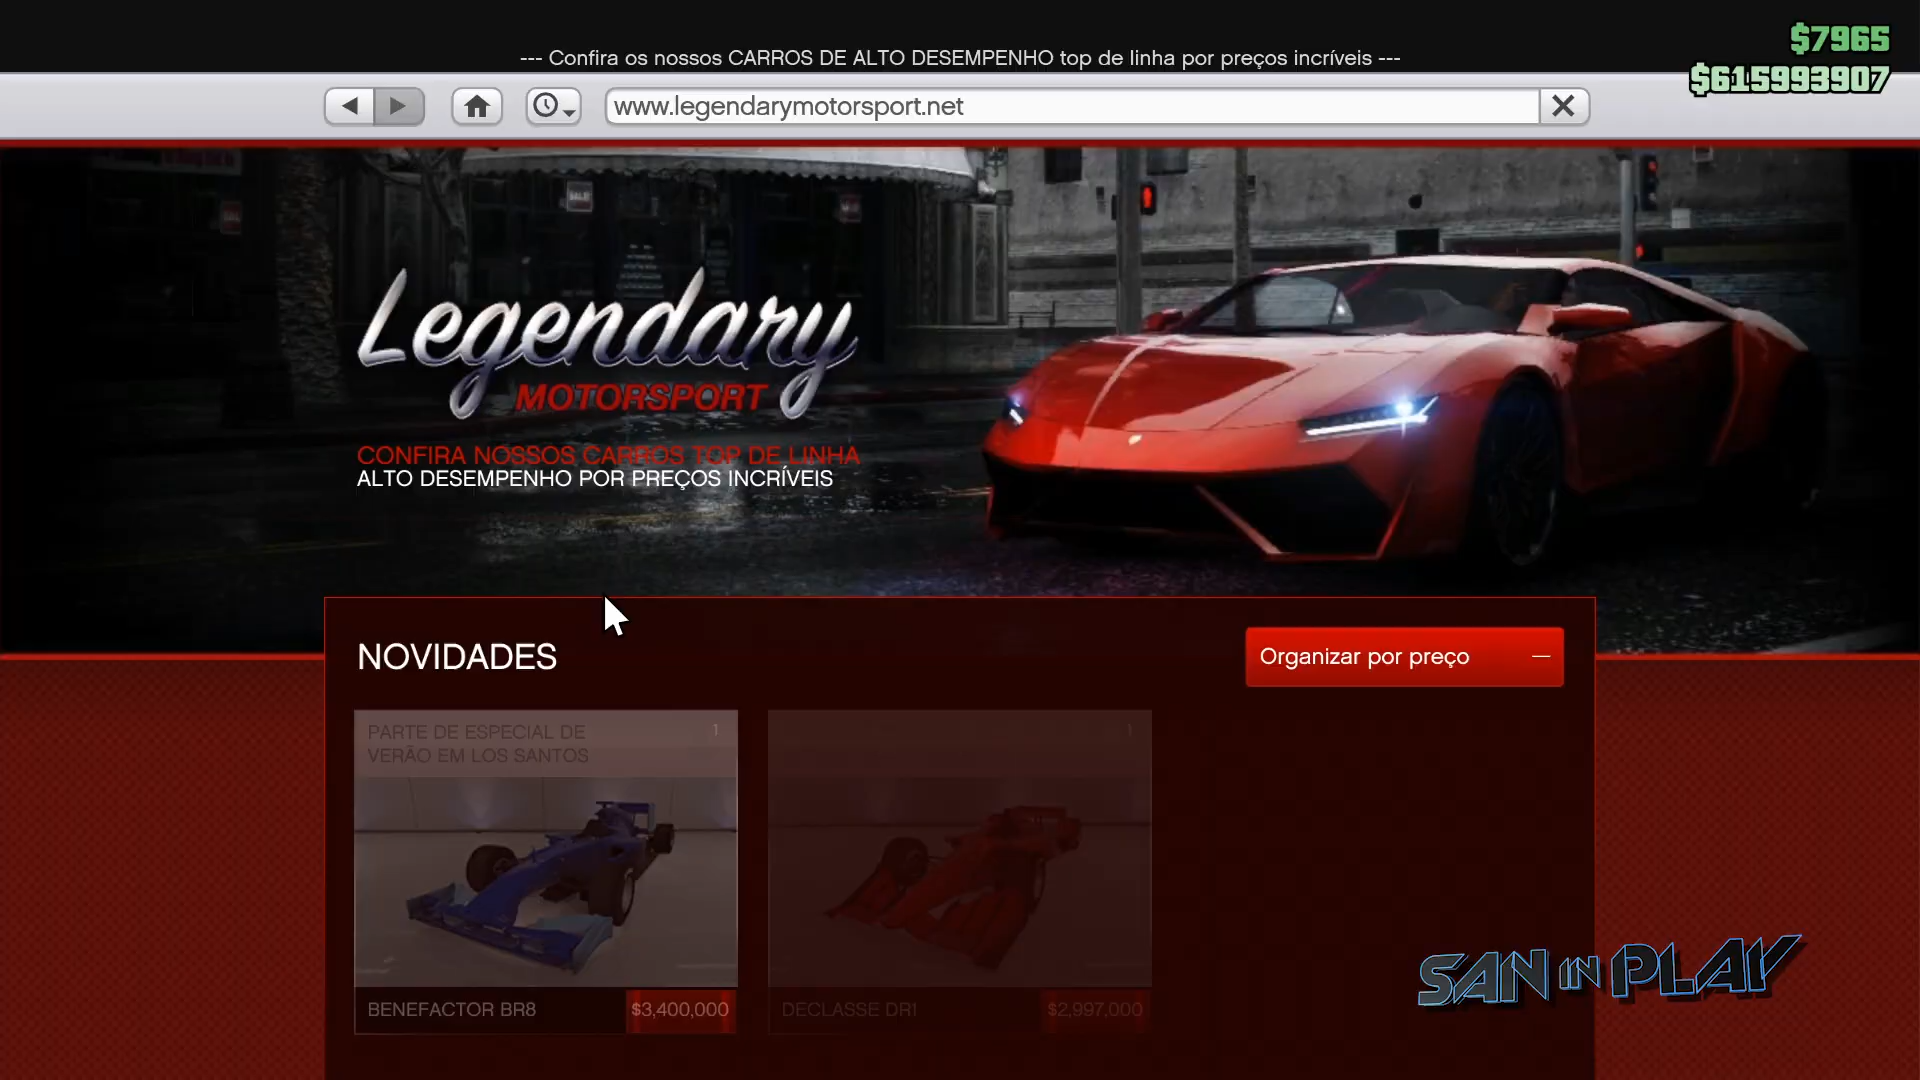 $7965
--- Confira os nossos CARROS DE ALTO DESEMPENHO top de linha por preços incríveis ---
$615993907
www.legendarymotorsport.net
SALE
Legendary
MOTORSPORT
CONFIRA NOSSOS CARROS TOP DE LINHA
ALTO DESEMPENHO POR PREÇOS INCRÍVEIS
NOVIDADES
Organizar por preço
PARTE DE ESPECIAL DE
VERÃO EM LOS SANTOS
1
1
BENEFACTOR BR8
$3,400,000
DECLASSE DR1
$2,997,000
SAN IN PLAY